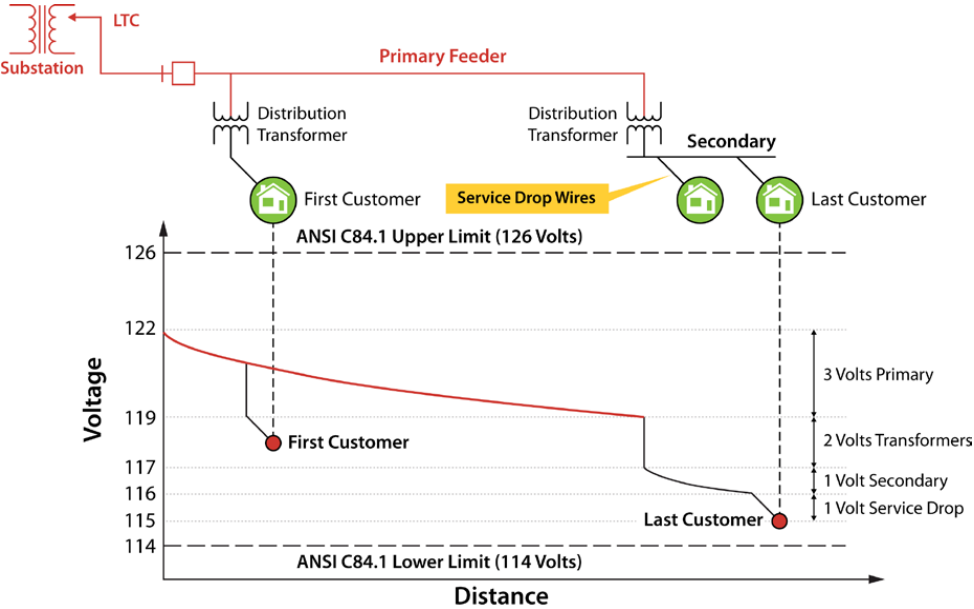 LTC
Substation
Primary Feeder
Distribution
Transformer
Distribution
Transformer
Secondary
First Customer
Service Drop Wires
Last Customer
ANSI C84.1 Upper Limit (126 Volts)
126
122
3 Volts Primary
Voltage
119
First Customer
2 Volts Transformers
117
1 Volt Secondary
116
1 Volt Service Drop
115
Last Customer
114
ANSI C84.1 Lower Limit (114 Volts)
Distance